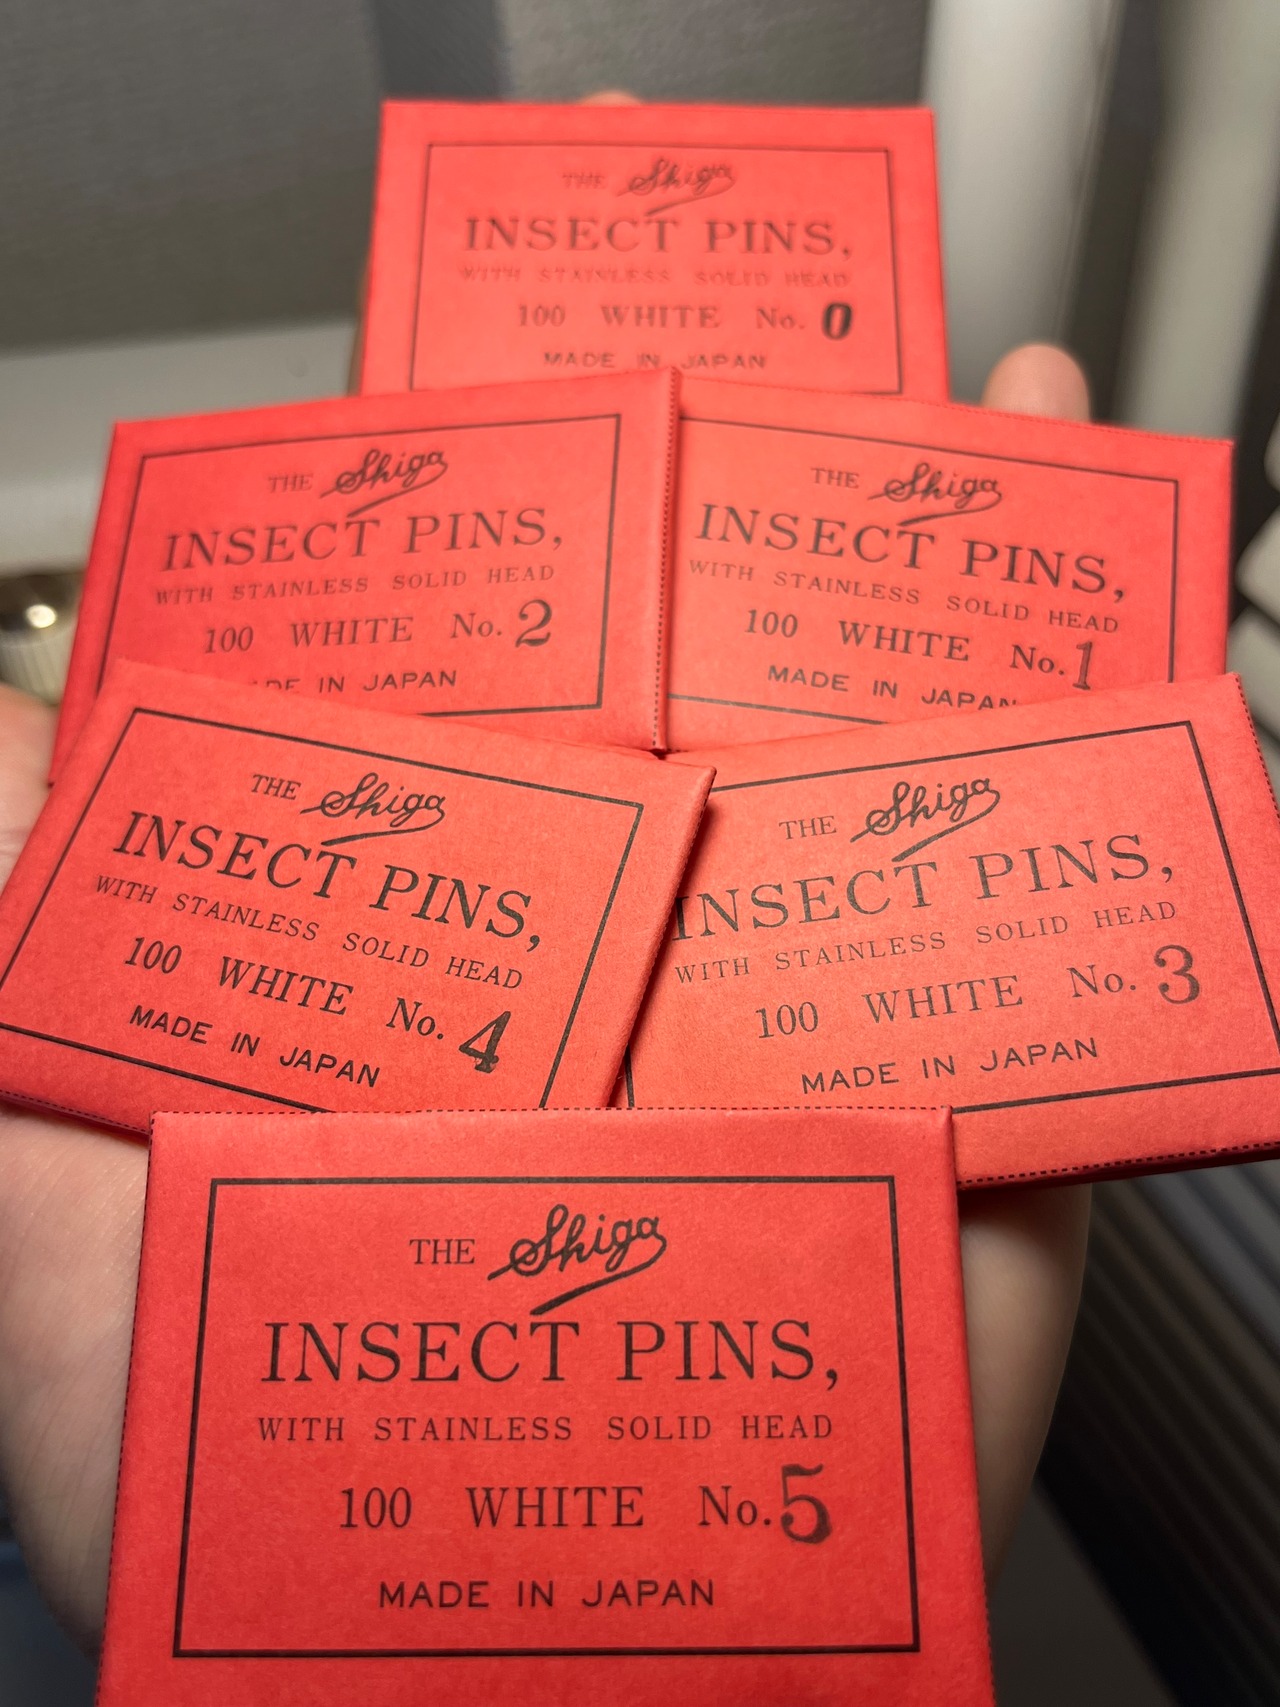 THE Shiga
INSECT PINS,
WITH STAINLESS SOLID HEAD
100 WHITE No. 0
MADE IN JAPAN
THE Shiga
INSECT PINS,
WITH STAINLESS SOLID HEAD
100 WHITE No. 2
MADE IN JAPAN
THE Shiga
INSECT PINS,
WITH STAINLESS SOLID HEAD
100 WHITE No. 1
MADE IN JAPAN
THE Shiga
INSECT PINS,
WITH STAINLESS SOLID HEAD
100 WHITE No. 4
MADE IN JAPAN
THE Shiga
INSECT PINS,
WITH STAINLESS SOLID HEAD
100 WHITE No. 3
MADE IN JAPAN
THE Shiga
INSECT PINS,
WITH STAINLESS SOLID HEAD
100 WHITE No. 5
MADE IN JAPAN